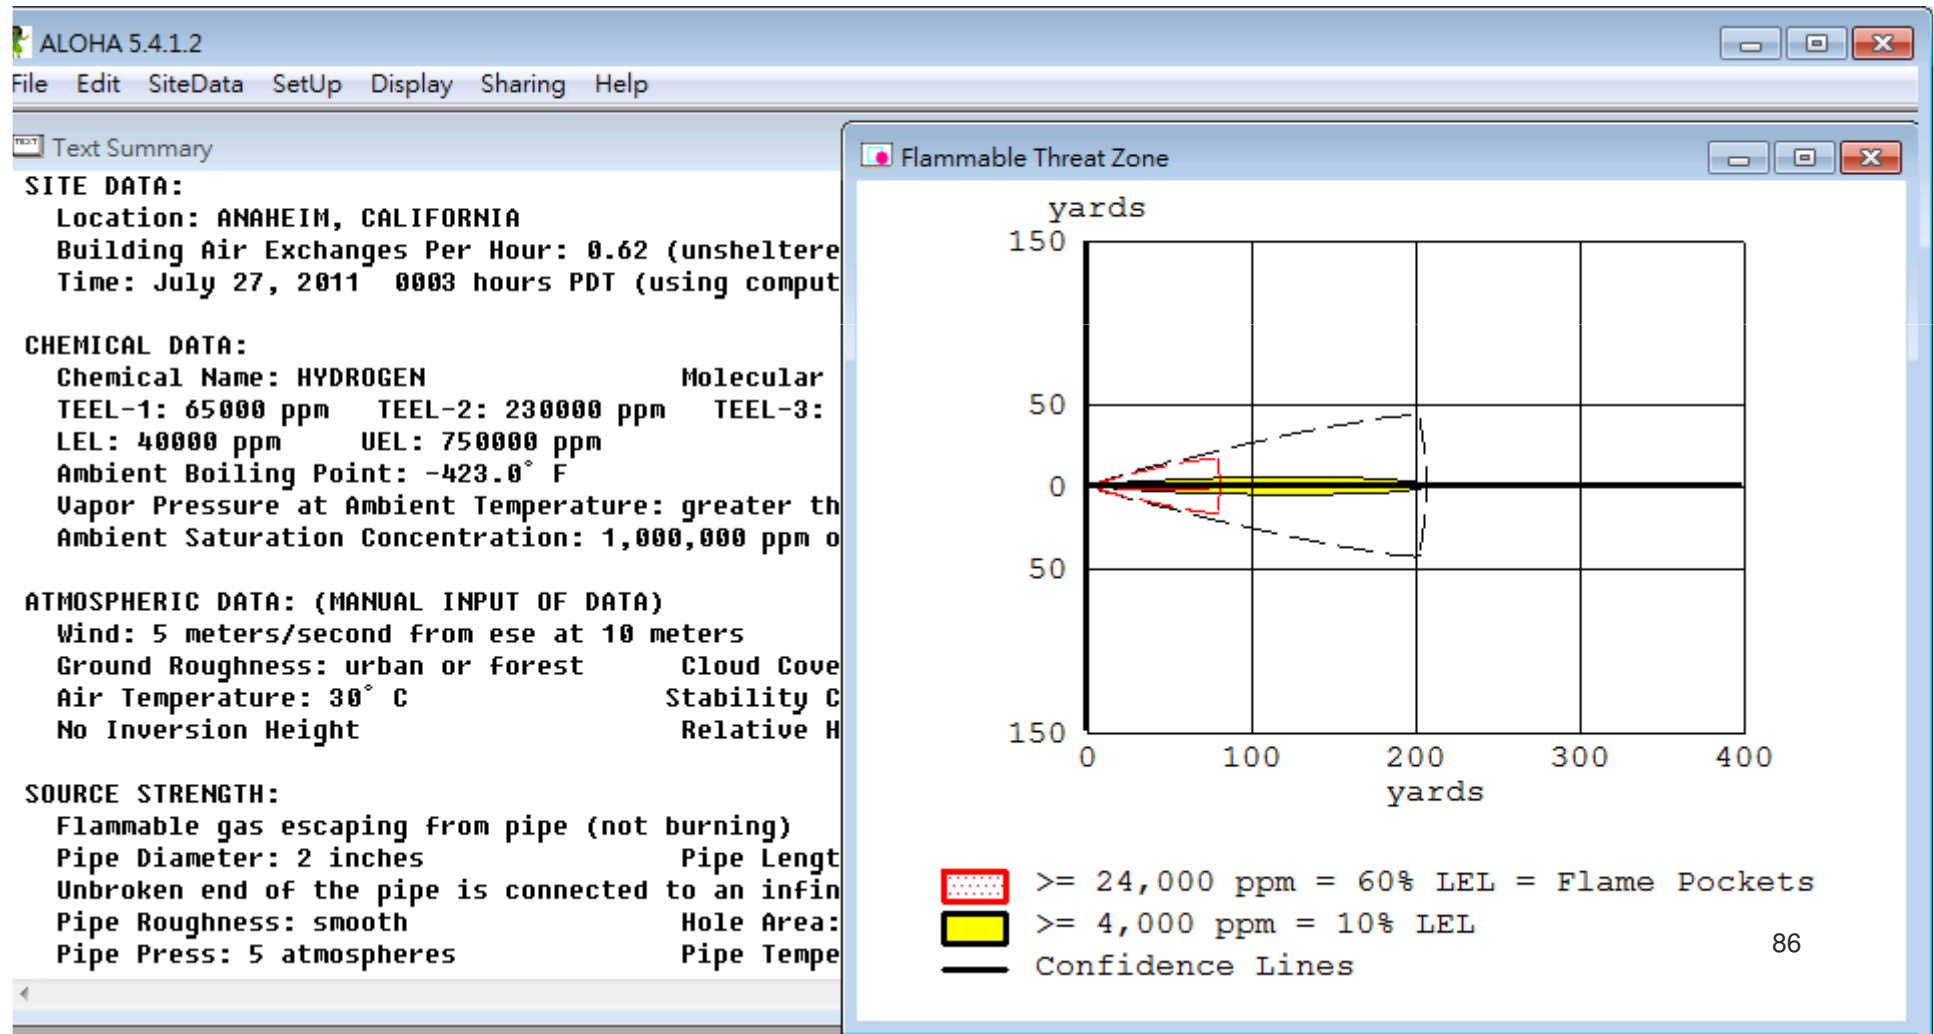 ALOHA 5.4.1.2
File Edit SiteData SetUp Display Sharing Help
TEXT Text Summary
SITE DATA:
Location: ANAHEIM, CALIFORNIA
Building Air Exchanges Per Hour: 0.62 (unsheltere
Time: July 27, 2011 0003 hours PDT (using comput
CHEMICAL DATA:
Chemical Name: HYDROGEN Molecular
TEEL-1: 65000 ppm TEEL-2: 230000 ppm TEEL-3:
LEL: 40000 ppm UEL: 750000 ppm
Ambient Boiling Point: -423.0° F
Vapor Pressure at Ambient Temperature: greater th
Ambient Saturation Concentration: 1,000,000 ppm o
ATMOSPHERIC DATA: (MANUAL INPUT OF DATA)
Wind: 5 meters/second from ese at 10 meters
Ground Roughness: urban or forest Cloud Cove
Air Temperature: 30° C Stability C
No Inversion Height Relative H
SOURCE STRENGTH:
Flammable gas escaping from pipe (not burning)
Pipe Diameter: 2 inches Pipe Lengt
Unbroken end of the pipe is connected to an infin
Pipe Roughness: smooth Hole Area:
Pipe Press: 5 atmospheres Pipe Tempe
Flammable Threat Zone
yards
150
50
0
50
150
0 100 200 300 400
yards
>= 24,000 ppm = 60% LEL = Flame Pockets
>= 4,000 ppm = 10% LEL
Confidence Lines
86